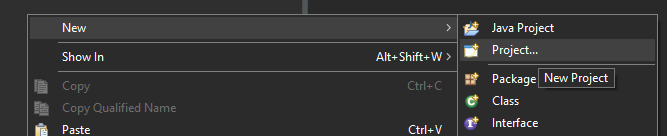 New
Java Project
Project...
Show In Alt+Shift+W
Package
New Project
Copy Ctrl+C
Class
Copy Qualified Name
Interface
Paste Ctrl+V